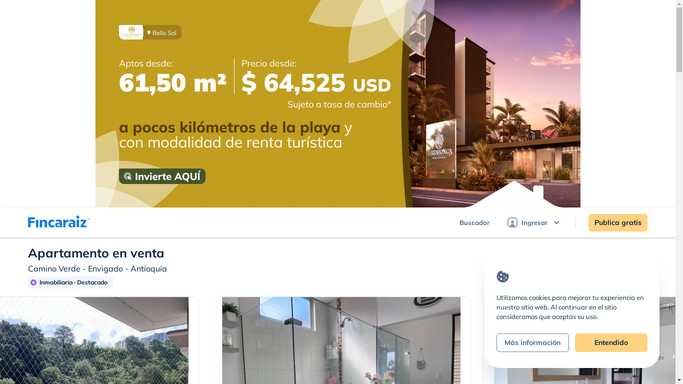 Bello Sol
Aptos desde:
61,50 m²
Precio desde:
$ 64,525 USD
Sujeto a tasa de cambio*
a pocos kilómetros de la playa y
con modalidad de renta turística
Invierte AQUÍ
Fincaraiz
Buscador
Ingresar
Publica gratis
Apartamento en venta
Camino Verde - Envigado - Antioquia
Inmobiliario · Destacado
Utilizamos cookies para mejorar tu experiencia en
nuestro sitio web. Al continuar en el sitio
consideramos que aceptas su uso.
Más información
Entendido